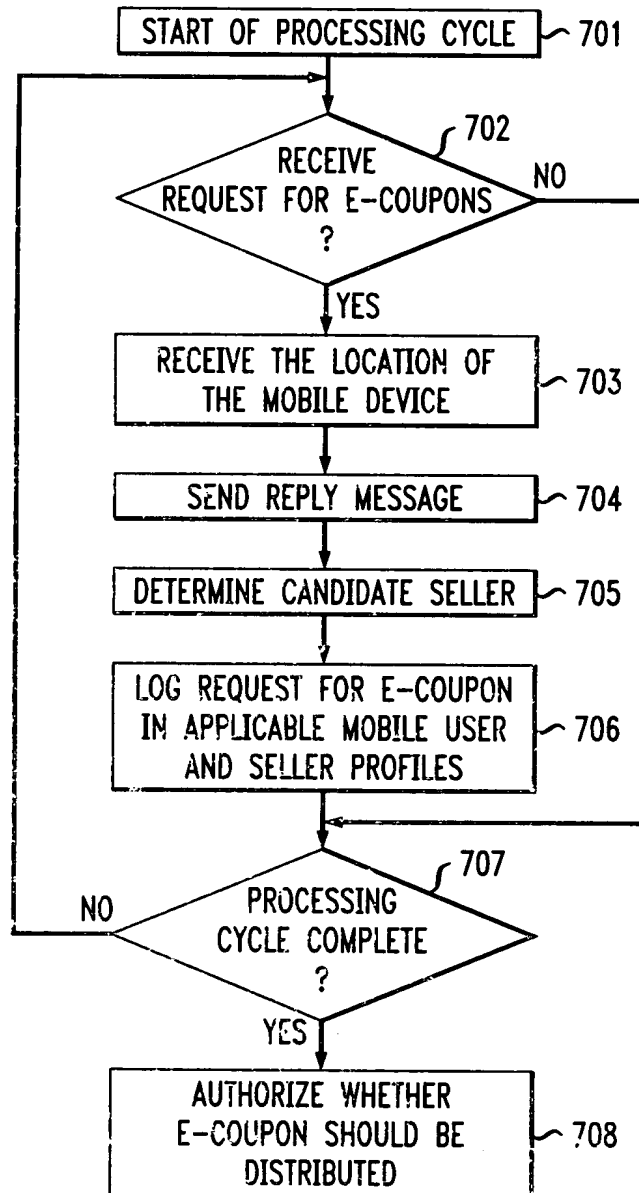 START OF PROCESSING CYCLE 701
702
RECEIVE
REQUEST FOR E-COUPONS
?
NO
YES
RECEIVE THE LOCATION OF
THE MOBILE DEVICE
703
SEND REPLY MESSAGE 704
DETERMINE CANDIDATE SELLER 705
LOG REQUEST FOR E-COUPON
IN APPLICABLE MOBILE USER
AND SELLER PROFILES
706
707
NO
PROCESSING
CYCLE COMPLETE
?
YES
AUTHORIZE WHETHER
E-COUPON SHOULD BE
DISTRIBUTED
708